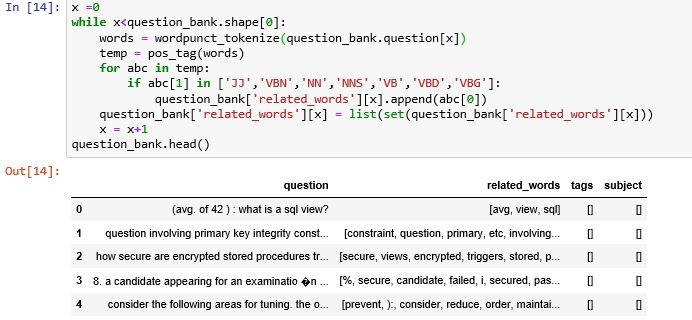 In [14]: x =0
while x<question_bank.shape[0]:
    words = wordpunct_tokenize(question_bank.question[x])
    temp = pos_tag(words)
    for abc in temp:
        if abc[1] in ['JJ','VBN','NN','NNS','VB','VBD','VBG']:
            question_bank['related_words'][x].append(abc[0])
    question_bank['related_words'][x] = list(set(question_bank['related_words'][x]))
    x = x+1
question_bank.head()
Out[14]:
question related_words tags subject
0 (avg. of 42 ) : what is a sql view? [avg, view, sql] [] []
1 question involving primary key integrity const... [constraint, question, primary, etc, involving... [] []
2 how secure are encrypted stored procedures tr... [secure, views, encrypted, triggers, stored, p... [] []
3 8. a candidate appearing for an examinatio �n ... [%, secure, candidate, failed, i, secured, pas... [] []
4 consider the following areas for tuning. the o... [prevent, ):, consider, reduce, order, maintai... [] []